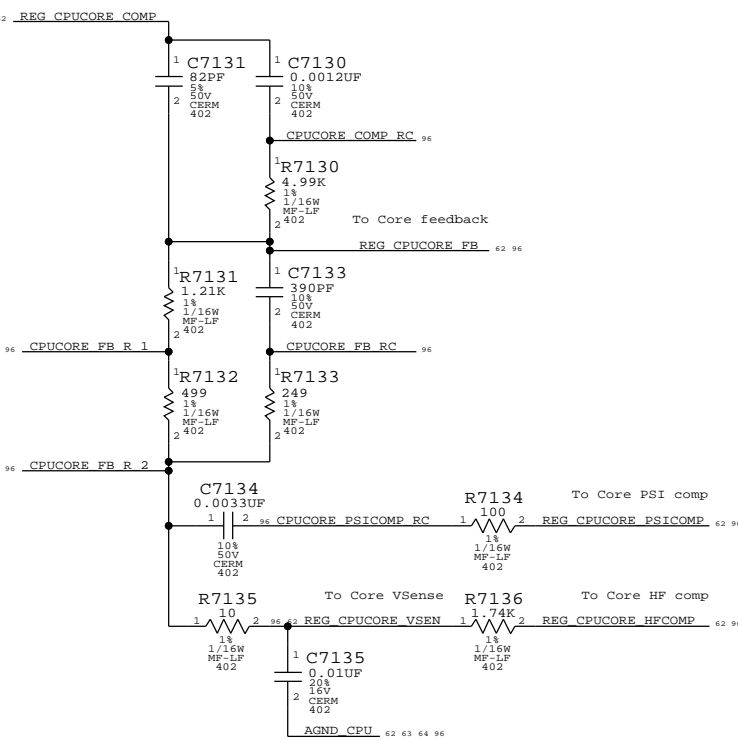 62 REG_CPUCORE_COMP
1 C7131
82PF
5%
50V
2 CERM
402
1 C7130
0.0012UF
10%
50V
2 CERM
402
CPUCORE_COMP_RC 96
1 R7130
4.99K
1%
1/16W
MF-LF
2 402
To Core feedback
REG_CPUCORE_FB 62 96
1 R7131
1.21K
1%
1/16W
MF-LF
2 402
1 C7133
390PF
10%
50V
2 CERM
402
96 CPUCORE_FB_R_1
CPUCORE_FB_RC 96
1 R7132
499
1%
1/16W
MF-LF
2 402
1 R7133
249
1%
1/16W
MF-LF
2 402
96 CPUCORE_FB_R_2
C7134
0.0033UF
1 2 96 CPUCORE_PSICOMP_RC
10%
50V
CERM
402
R7134
100
To Core PSI comp
1 2 REG_CPUCORE_PSICOMP 62 96
1%
1/16W
MF-LF
402
R7135
10
To Core VSense
1 2 96 62 REG_CPUCORE_VSEN
1%
1/16W
MF-LF
402
R7136
1.74K
To Core HF comp
1 2 REG_CPUCORE_HFCOMP 62 96
1%
1/16W
MF-LF
402
1 C7135
0.01UF
20%
16V
2 CERM
402
AGND_CPU 62 63 64 96